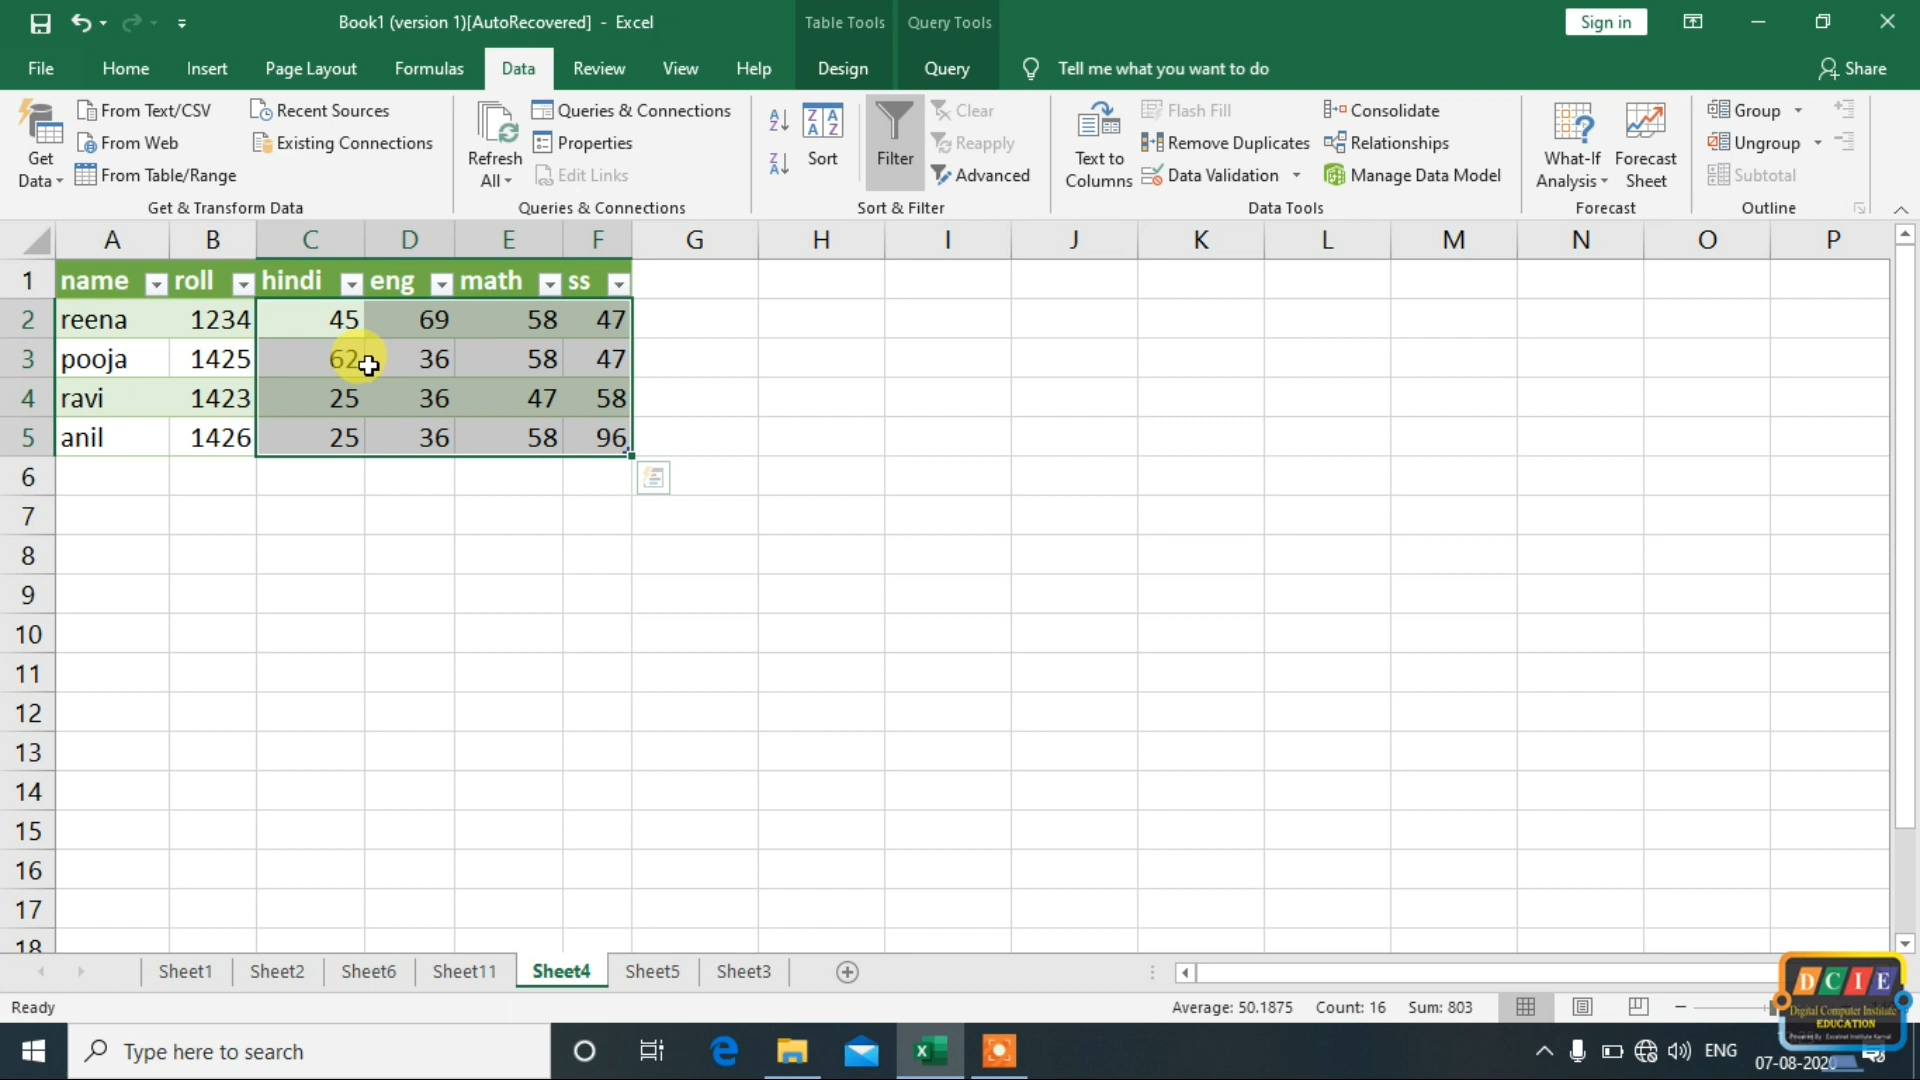 Book1 (version 1)[AutoRecovered] - Excel
Table Tools
Query Tools
Sign in
File
Home
Insert
Page Layout
Formulas
Data
Review
View
Help
Design
Query
Tell me what you want to do
Share
Get Data
From Text/CSV
From Web
From Table/Range
Recent Sources
Existing Connections
Get & Transform Data
Refresh All
Queries & Connections
Properties
Edit Links
Queries & Connections
Sort
Filter
Clear
Reapply
Advanced
Sort & Filter
Text to Columns
Flash Fill
Remove Duplicates
Data Validation
Consolidate
Relationships
Manage Data Model
Data Tools
What-If Analysis
Forecast Sheet
Forecast
Group
Ungroup
Subtotal
Outline
A B C D E F G H I J K L M N O P
1 name roll hindi eng math ss
2 reena 1234 45 69 58 47
3 pooja 1425 62 36 58 47
4 ravi 1423 25 36 47 58
5 anil 1426 25 36 58 96
6
7
8
9
10
11
12
13
14
15
16
17
18
Sheet1 Sheet2 Sheet6 Sheet11 Sheet4 Sheet5 Sheet3
Ready
Average: 50.1875 Count: 16 Sum: 803
DCIE
Digital Computer Institute
EDUCATION
Type here to search
ENG
07-08-2020